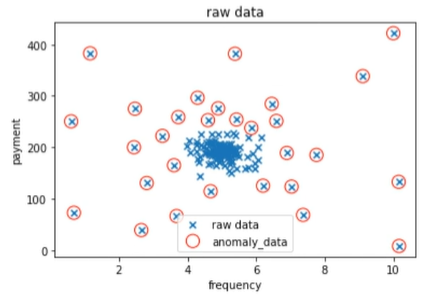 raw data
400
300
200
100
0
payment
2 4 6 8 10
frequency
raw data
anomaly_data